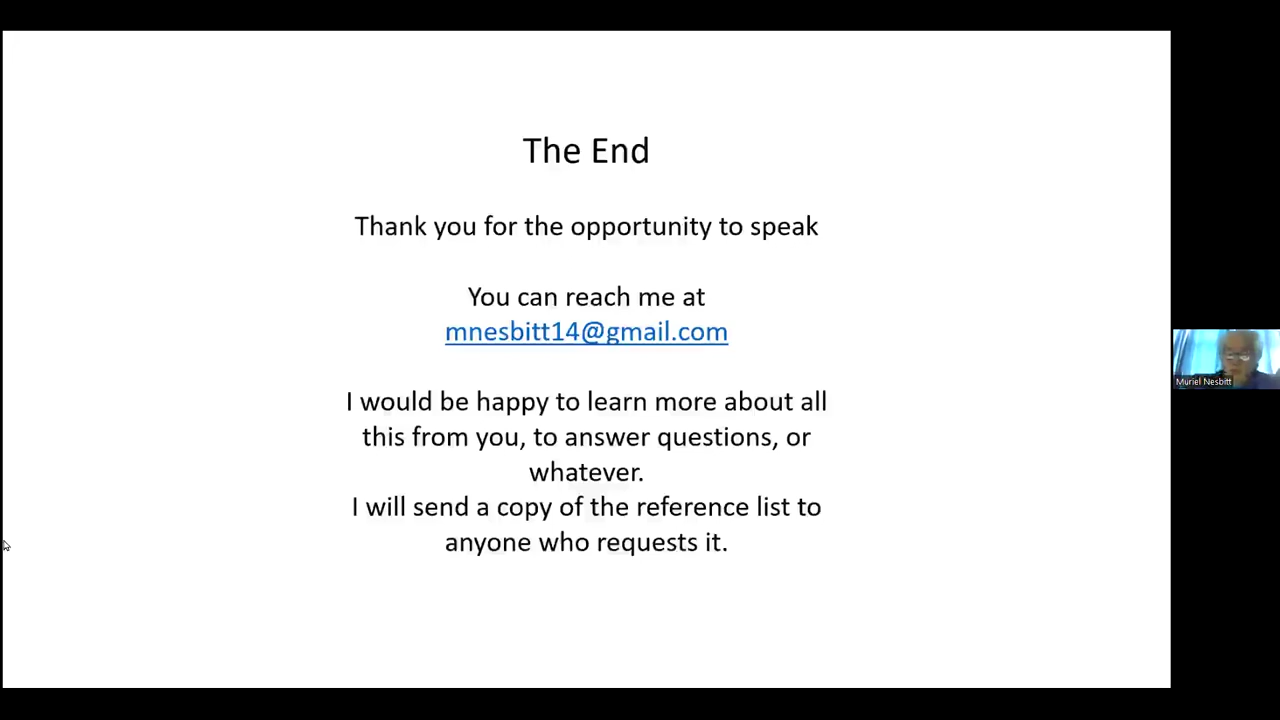 The End
Thank you for the opportunity to speak
You can reach me at
mnesbitt14@gmail.com
I would be happy to learn more about all
this from you, to answer questions, or
whatever.
I will send a copy of the reference list to
anyone who requests it.
Muriel Nesbitt